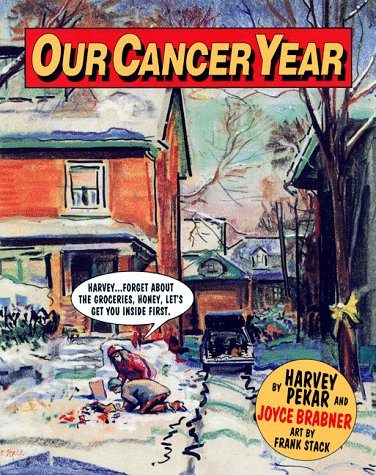 OUR CANCER YEAR
HARVEY...FORGET ABOUT
THE GROCERIES, HONEY, LET'S
GET YOU INSIDE FIRST.
BY
HARVEY
PEKAR AND
JOYCE BRABNER
ART BY
FRANK STACK